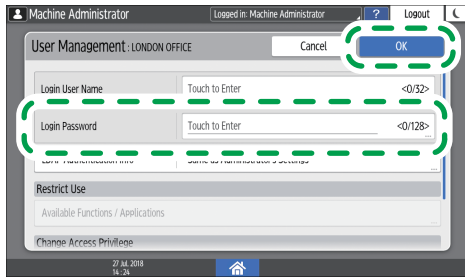 Machine Administrator
Logged in: Machine Administrator
?
Logout
User Management : LONDON OFFICE
Cancel
OK
Login User Name
Touch to Enter
<0/32>
Login Password
Touch to Enter
<0/128>
...
Restrict Use
Available Functions / Applications
...
Change Access Privilege
27 Jul. 2018
14 : 24